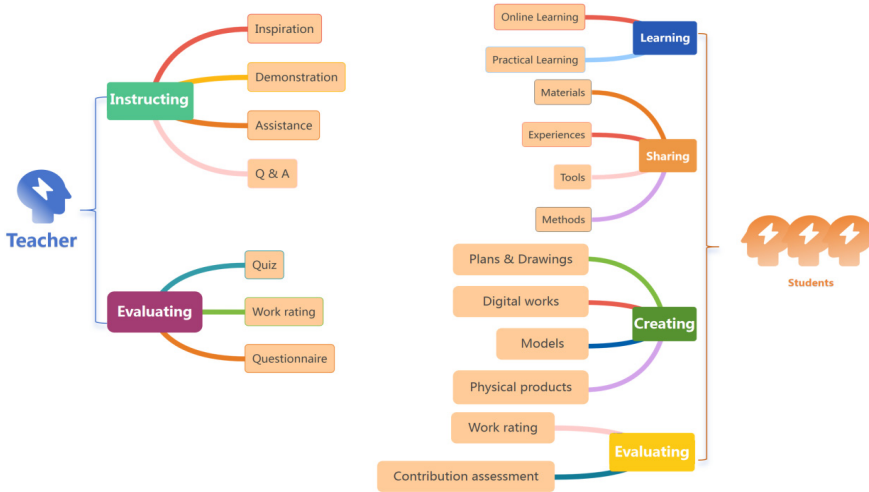 Teacher
Instructing
Inspiration
Demonstration
Assistance
Q & A
Evaluating
Quiz
Work rating
Questionnaire
Students
Learning
Online Learning
Practical Learning
Sharing
Materials
Experiences
Tools
Methods
Creating
Plans & Drawings
Digital works
Models
Physical products
Evaluating
Work rating
Contribution assessment